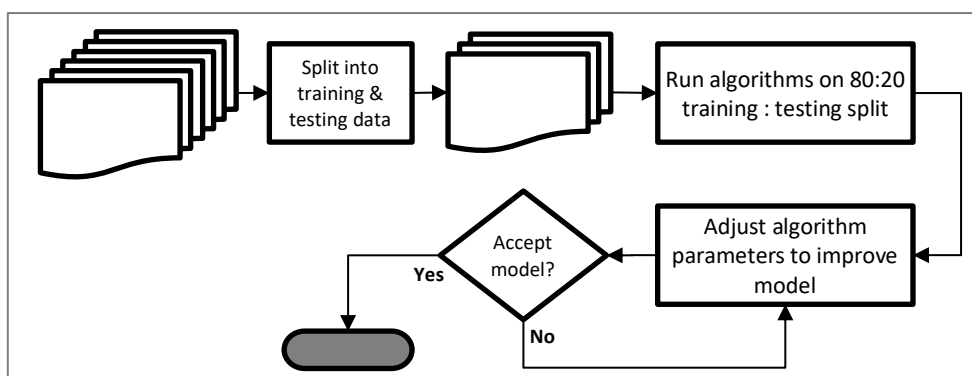 Split into
training &
testing data
Run algorithms on 80:20
training : testing split
Adjust algorithm
parameters to improve
model
Accept
model?
Yes
No